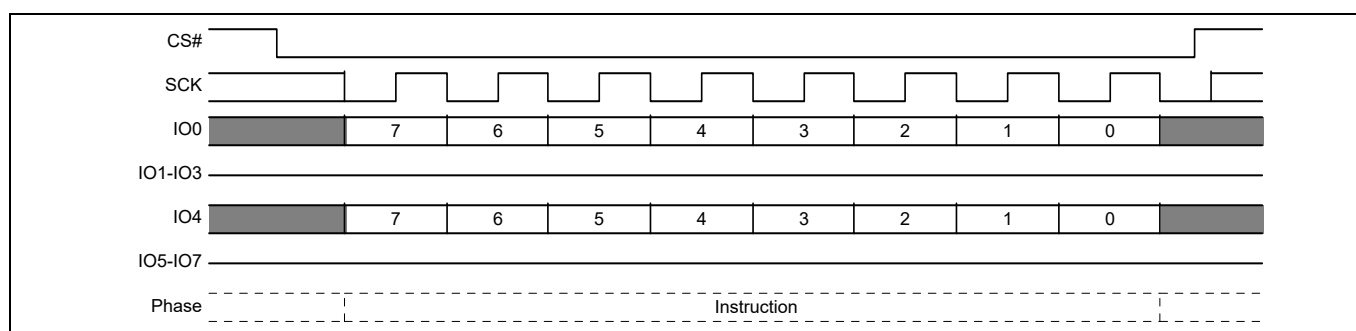 CS#
SCK
IO0 7 6 5 4 3 2 1 0
IO1-IO3
IO4 7 6 5 4 3 2 1 0
IO5-IO7
Phase Instruction